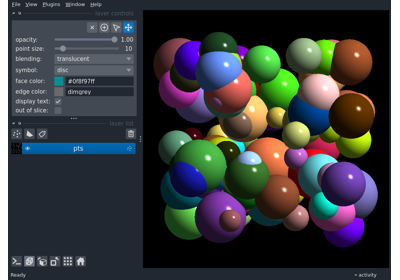 File View Plugins Window Help
layer controls
opacity: 1.00
point size: 10
blending: translucent
symbol: disc
face color: #0f8f97ff
edge color: dimgrey
display text:
out of slice:
layer list
pts
Ready
activity